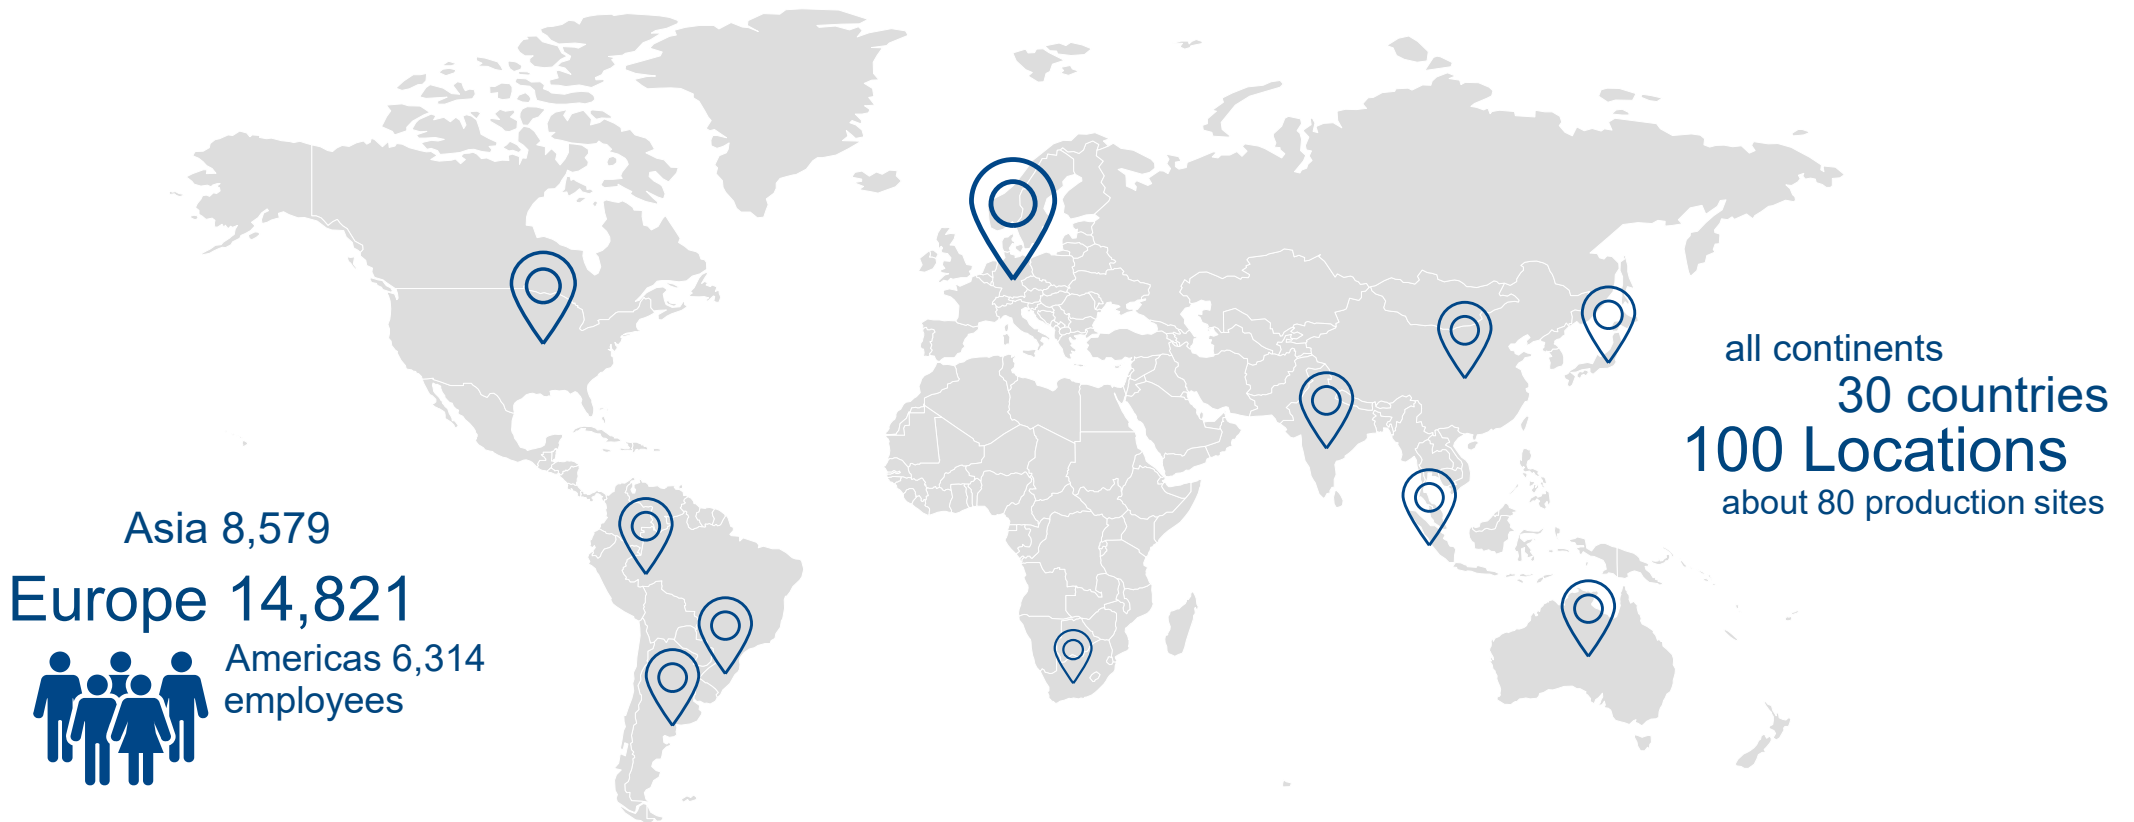 all continents
30 countries
100 Locations
about 80 production sites
Asia 8,579
Europe 14,821
Americas 6,314
employees